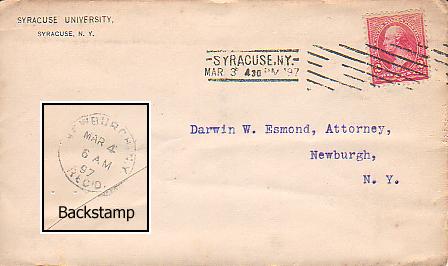 SYRACUSE UNIVERSITY,
SYRACUSE, N. Y.
SYRACUSE, N.Y.
MAR 3 430 PM '97
Darwin W. Esmond, Attorney,
Newburgh,
N. Y.
NEWBURGH, N.Y.
MAR 4
6 AM
97
REC'D.
Backstamp